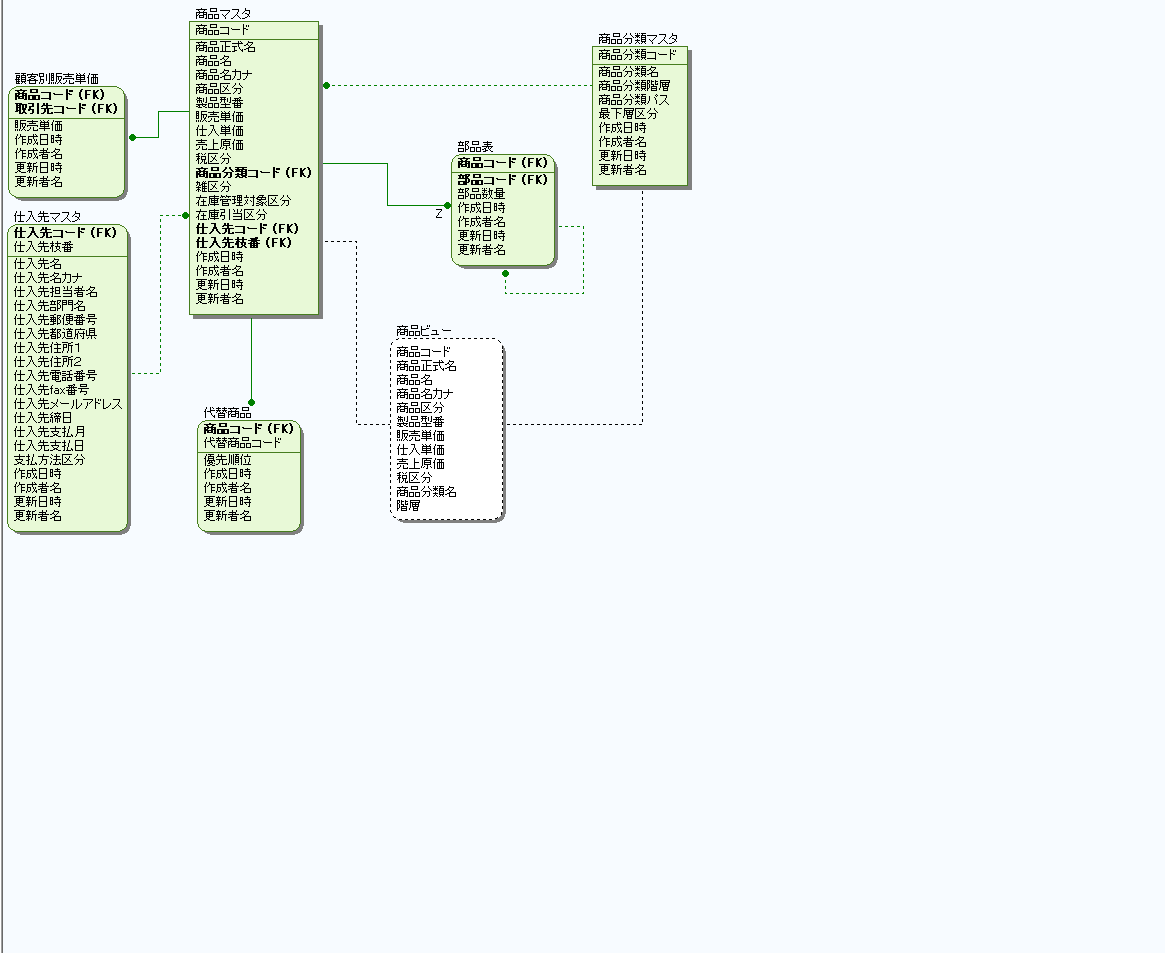 商品マスタ
商品コード
商品正式名
商品名
商品名カナ
商品区分
製品型番
販売単価
仕入単価
売上原価
税区分
商品分類コード (FK)
雑区分
在庫管理対象区分
在庫引当区分
仕入先コード (FK)
仕入先枝番 (FK)
作成日時
作成者名
更新日時
更新者名
商品分類マスタ
商品分類コード
商品分類名
商品分類階層
商品分類パス
最下層区分
作成日時
作成者名
更新日時
更新者名
顧客別販売単価
商品コード (FK)
取引先コード (FK)
販売単価
作成日時
作成者名
更新日時
更新者名
部品表
商品コード (FK)
部品コード (FK)
部品数量
作成日時
作成者名
更新日時
更新者名
Z
仕入先マスタ
仕入先コード (FK)
仕入先枝番
仕入先名
仕入先名カナ
仕入先担当者名
仕入先部門名
仕入先郵便番号
仕入先都道府県
仕入先住所1
仕入先住所2
仕入先電話番号
仕入先fax番号
仕入先メールアドレス
仕入先締日
仕入先支払月
仕入先支払日
支払方法区分
作成日時
作成者名
更新日時
更新者名
商品ビュー
商品コード
商品正式名
商品名
商品名カナ
商品区分
製品型番
販売単価
仕入単価
売上原価
税区分
商品分類名
階層
代替商品
商品コード (FK)
代替商品コード
優先順位
作成日時
作成者名
更新日時
更新者名